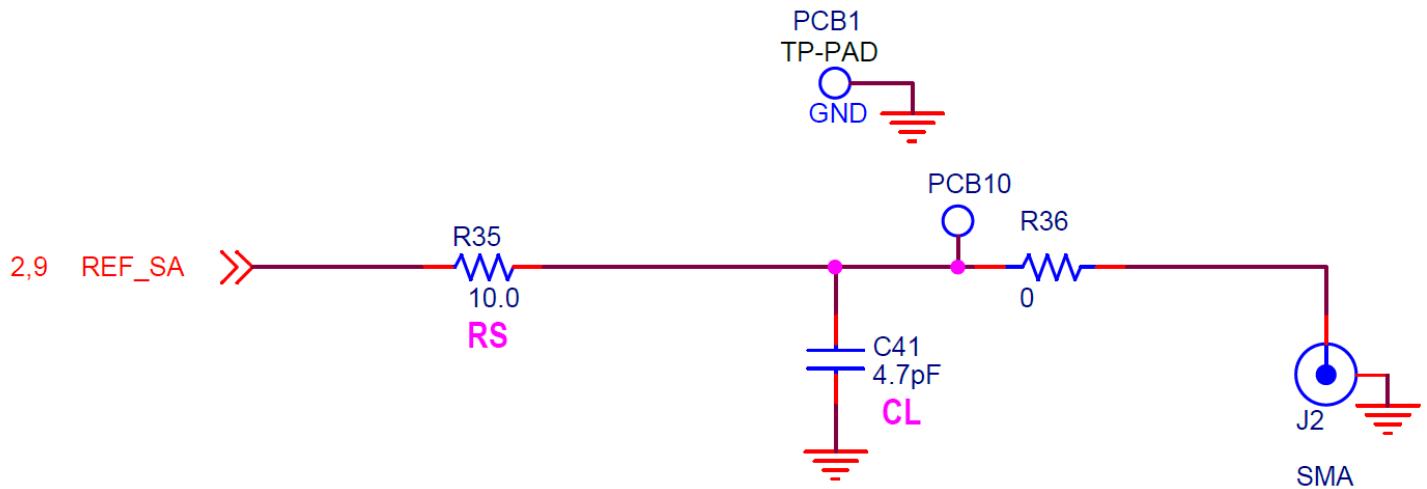 PCB1
TP-PAD
GND
PCB10
R35
R36
2,9 REF_SA
10.0
0
RS
C41
4.7pF
CL
J2
SMA